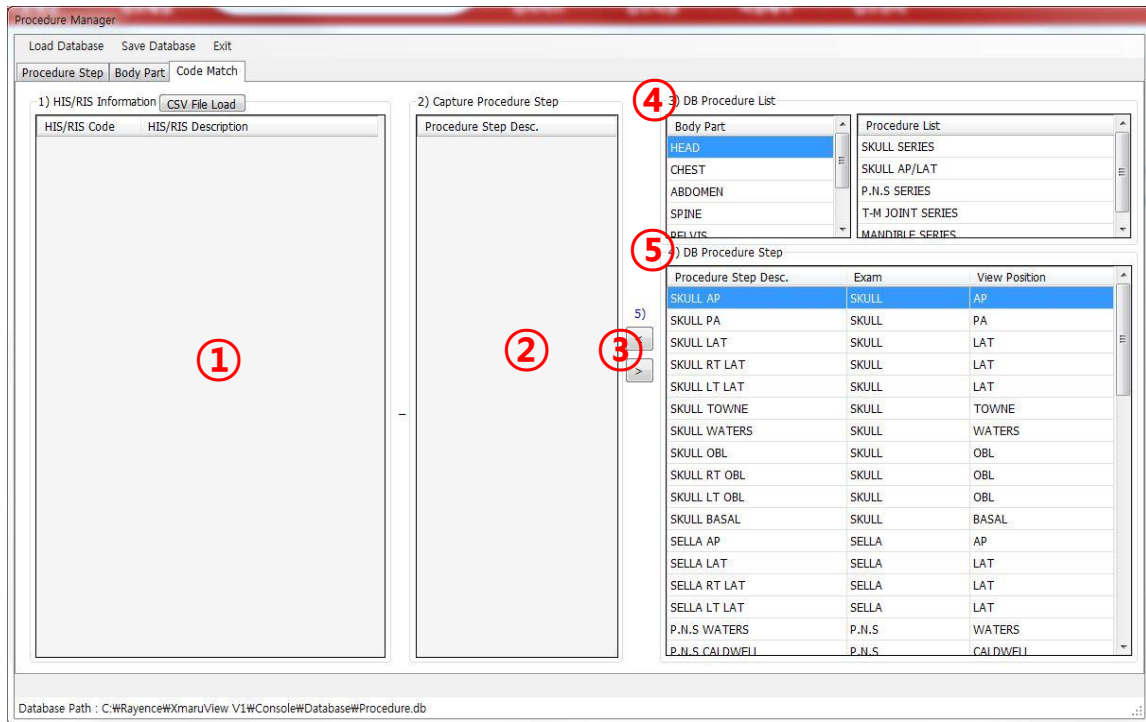 Procedure Manager
Load Database Save Database Exit
Procedure Step Body Part Code Match
1) HIS/RIS Information CSV File Load
HIS/RIS Code HIS/RIS Description
①
2) Capture Procedure Step
Procedure Step Desc.
②
5)
③
<
>
④
3) DB Procedure List
Body Part
HEAD
CHEST
ABDOMEN
SPINE
PELVIS
Procedure List
SKULL SERIES
SKULL AP/LAT
P.N.S SERIES
T-M JOINT SERIES
MANDIBLE SERIES
⑤
4) DB Procedure Step
Procedure Step Desc. Exam View Position
SKULL AP SKULL AP
SKULL PA SKULL PA
SKULL LAT SKULL LAT
SKULL RT LAT SKULL LAT
SKULL LT LAT SKULL LAT
SKULL TOWNE SKULL TOWNE
SKULL WATERS SKULL WATERS
SKULL OBL SKULL OBL
SKULL RT OBL SKULL OBL
SKULL LT OBL SKULL OBL
SKULL BASAL SKULL BASAL
SELLA AP SELLA AP
SELLA LAT SELLA LAT
SELLA RT LAT SELLA LAT
SELLA LT LAT SELLA LAT
P.N.S WATERS P.N.S WATERS
P.N.S CALDWELL P.N.S CALDWELL
Database Path : C:₩Rayence₩XmaruView V1₩Console₩Database₩Procedure.db